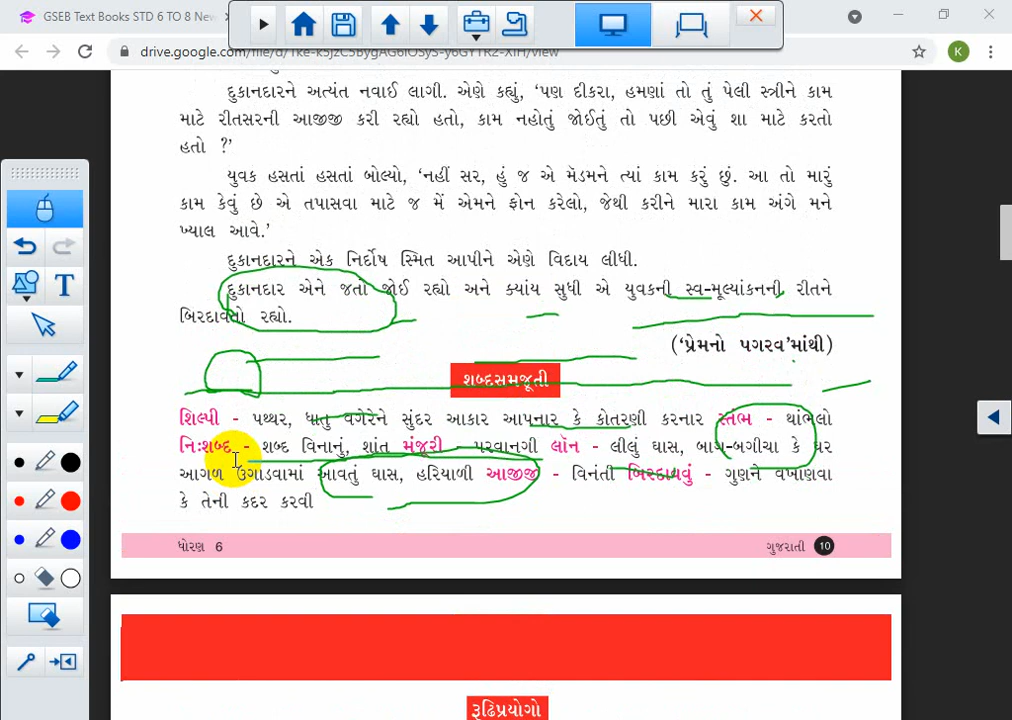 GSEB Text Books STD 6 TO 8 New
drive.google.com/file/d/1ke-k5jZC5bygAG6lOSyS-y6GYTR2-XIH/view
K
દુકાનદારને અત્યંત નવાઈ લાગી. એણે કહ્યું, ‘પણ દીકરા, હમણાં તો તું પેલી સ્ત્રીને કામ
માટે રીતસરની આજીજી કરી રહ્યો હતો, કામ નહોતું જોઈતું તો પછી એવું શા માટે કરતો
હતો ?’
યુવક હસતાં હસતાં બોલ્યો, ‘નહીં સર, હું જ એ મૅડમને ત્યાં કામ કરું છું. આ તો મારું
કામ કેવું છે એ તપાસવા માટે જ મેં એમને ફોન કરેલો, જેથી કરીને મારા કામ અંગે મને
ખ્યાલ આવે.’
દુકાનદારને એક નિર્દોષ સ્મિત આપીને એણે વિદાય લીધી.
દુકાનદાર એને જતો જોઈ રહ્યો અને ક્યાંય સુધી એ યુવકની સ્વ-મૂલ્યાંકનની રીતને
બિરદાવતો રહ્યો.
(‘પ્રેમનો પગરવ’માંથી)
શબ્દસમજૂતી
શિલ્પી - પથ્થર, ધાતુ વગેરેને સુંદર આકાર આપનાર કે કોતરણી કરનાર સ્તંભ - થાંભલો
નિઃશબ્દ - શબ્દ વિનાનું, શાંત મંજૂરી - પરવાનગી લૉન - લીલું ઘાસ, બાગ-બગીચા કે ઘર
આગળ ઉગાડવામાં આવતું ઘાસ, હરિયાળી આજીજી - વિનંતી બિરદાવવું - ગુણને વખાણવા
કે તેની કદર કરવી
ધોરણ 6 ગુજરાતી 10
રૂઢિપ્રયોગો
T